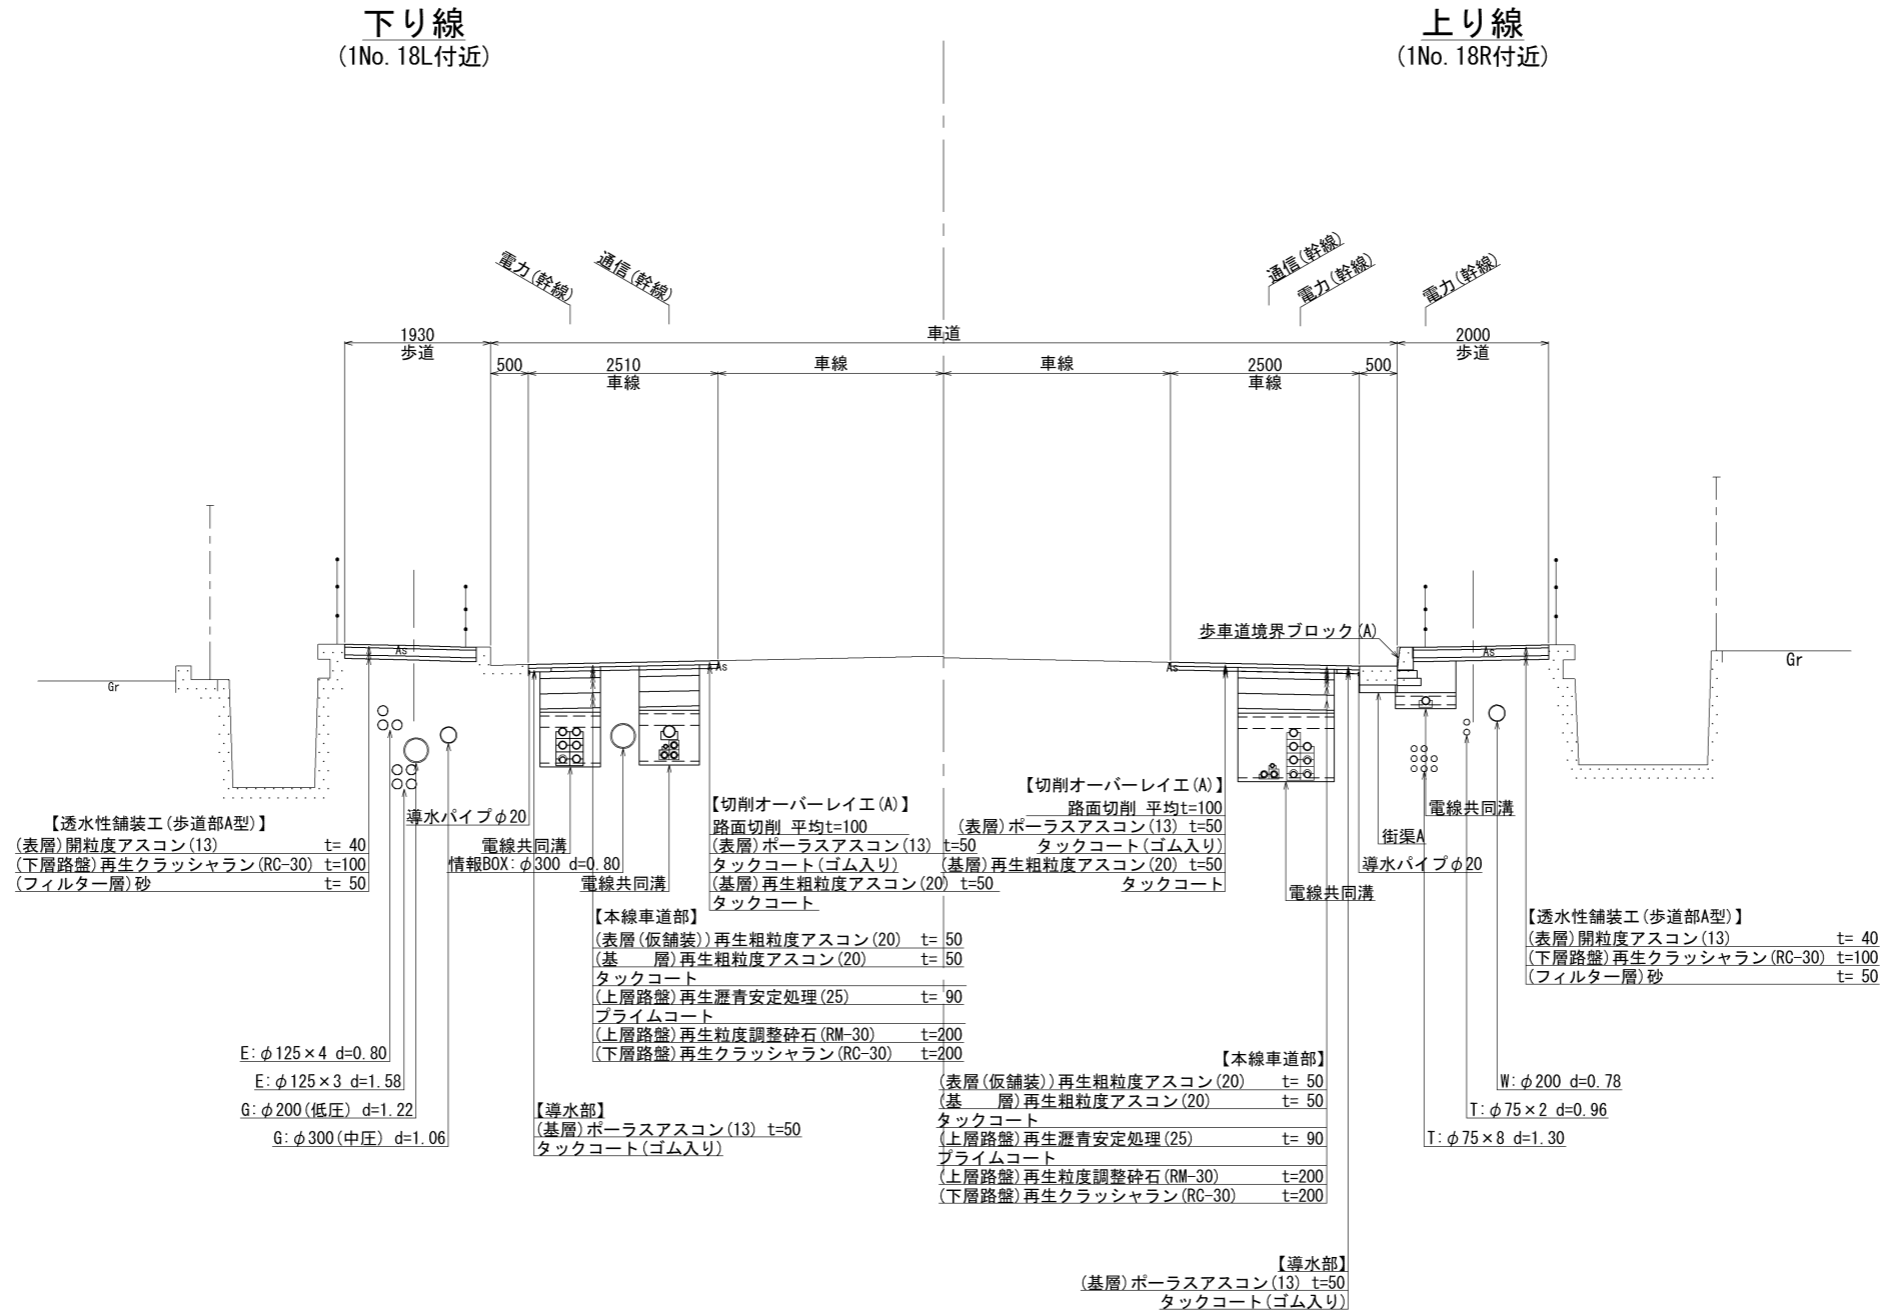 下り線
(1No.18L付近)
上り線
(1No.18R付近)
電力(幹線)
通信(幹線)
通信(幹線)
電力(幹線)
電力(幹線)
1930
歩道
車道
2000
歩道
500
2510
車線
車線
車線
2500
車線
500
歩車道境界ブロック(A)
As
As
As
As
Gr
Gr
【透水性舗装工(歩道部A型)】
(表層)開粒度アスコン(13) t= 40
(下層路盤)再生クラッシャラン(RC-30) t=100
(フィルター層)砂 t= 50
導水パイプφ20
電線共同溝
情報BOX:φ300 d=0.80
電線共同溝
【切削オーバーレイ工(A)】
路面切削 平均t=100
(表層)ポーラスアスコン(13) t=50
タックコート(ゴム入り)
(基層)再生粗粒度アスコン(20) t=50
タックコート
【切削オーバーレイ工(A)】
路面切削 平均t=100
(表層)ポーラスアスコン(13) t=50
タックコート(ゴム入り)
(基層)再生粗粒度アスコン(20) t=50
タックコート
電線共同溝
街渠A
導水パイプφ20
電線共同溝
【本線車道部】
(表層(仮舗装))再生粗粒度アスコン(20) t= 50
(基　　層)再生粗粒度アスコン(20) t= 50
タックコート
(上層路盤)再生瀝青安定処理(25) t= 90
プライムコート
(上層路盤)再生粒度調整砕石(RM-30) t=200
(下層路盤)再生クラッシャラン(RC-30) t=200
【透水性舗装工(歩道部A型)】
(表層)開粒度アスコン(13) t= 40
(下層路盤)再生クラッシャラン(RC-30) t=100
(フィルター層)砂 t= 50
E:φ125×4 d=0.80
E:φ125×3 d=1.58
G:φ200(低圧) d=1.22
G:φ300(中圧) d=1.06
【導水部】
(基層)ポーラスアスコン(13) t=50
タックコート(ゴム入り)
【本線車道部】
(表層(仮舗装))再生粗粒度アスコン(20) t= 50
(基　　層)再生粗粒度アスコン(20) t= 50
タックコート
(上層路盤)再生瀝青安定処理(25) t= 90
プライムコート
(上層路盤)再生粒度調整砕石(RM-30) t=200
(下層路盤)再生クラッシャラン(RC-30) t=200
W:φ200 d=0.78
T:φ75×2 d=0.96
T:φ75×8 d=1.30
【導水部】
(基層)ポーラスアスコン(13) t=50
タックコート(ゴム入り)